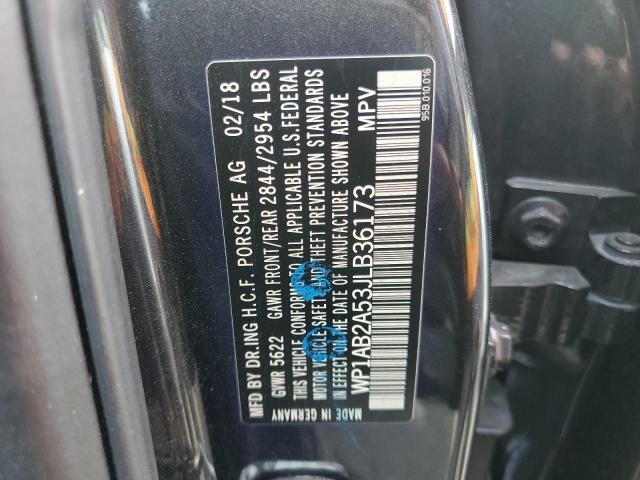 MFD BY DR.ING H.C.F. PORSCHE AG 02/18
GVWR 5622 GAWR FRONT/REAR 2844/2954 LBS
THIS VEHICLE CONFORMS TO ALL APPLICABLE U.S. FEDERAL
MOTOR VEHICLE SAFETY AND THEFT PREVENTION STANDARDS
IN EFFECT ON THE DATE OF MANUFACTURE SHOWN ABOVE
WP1AB2A53JLB36173 MPV
MADE IN GERMANY
95B.010.016